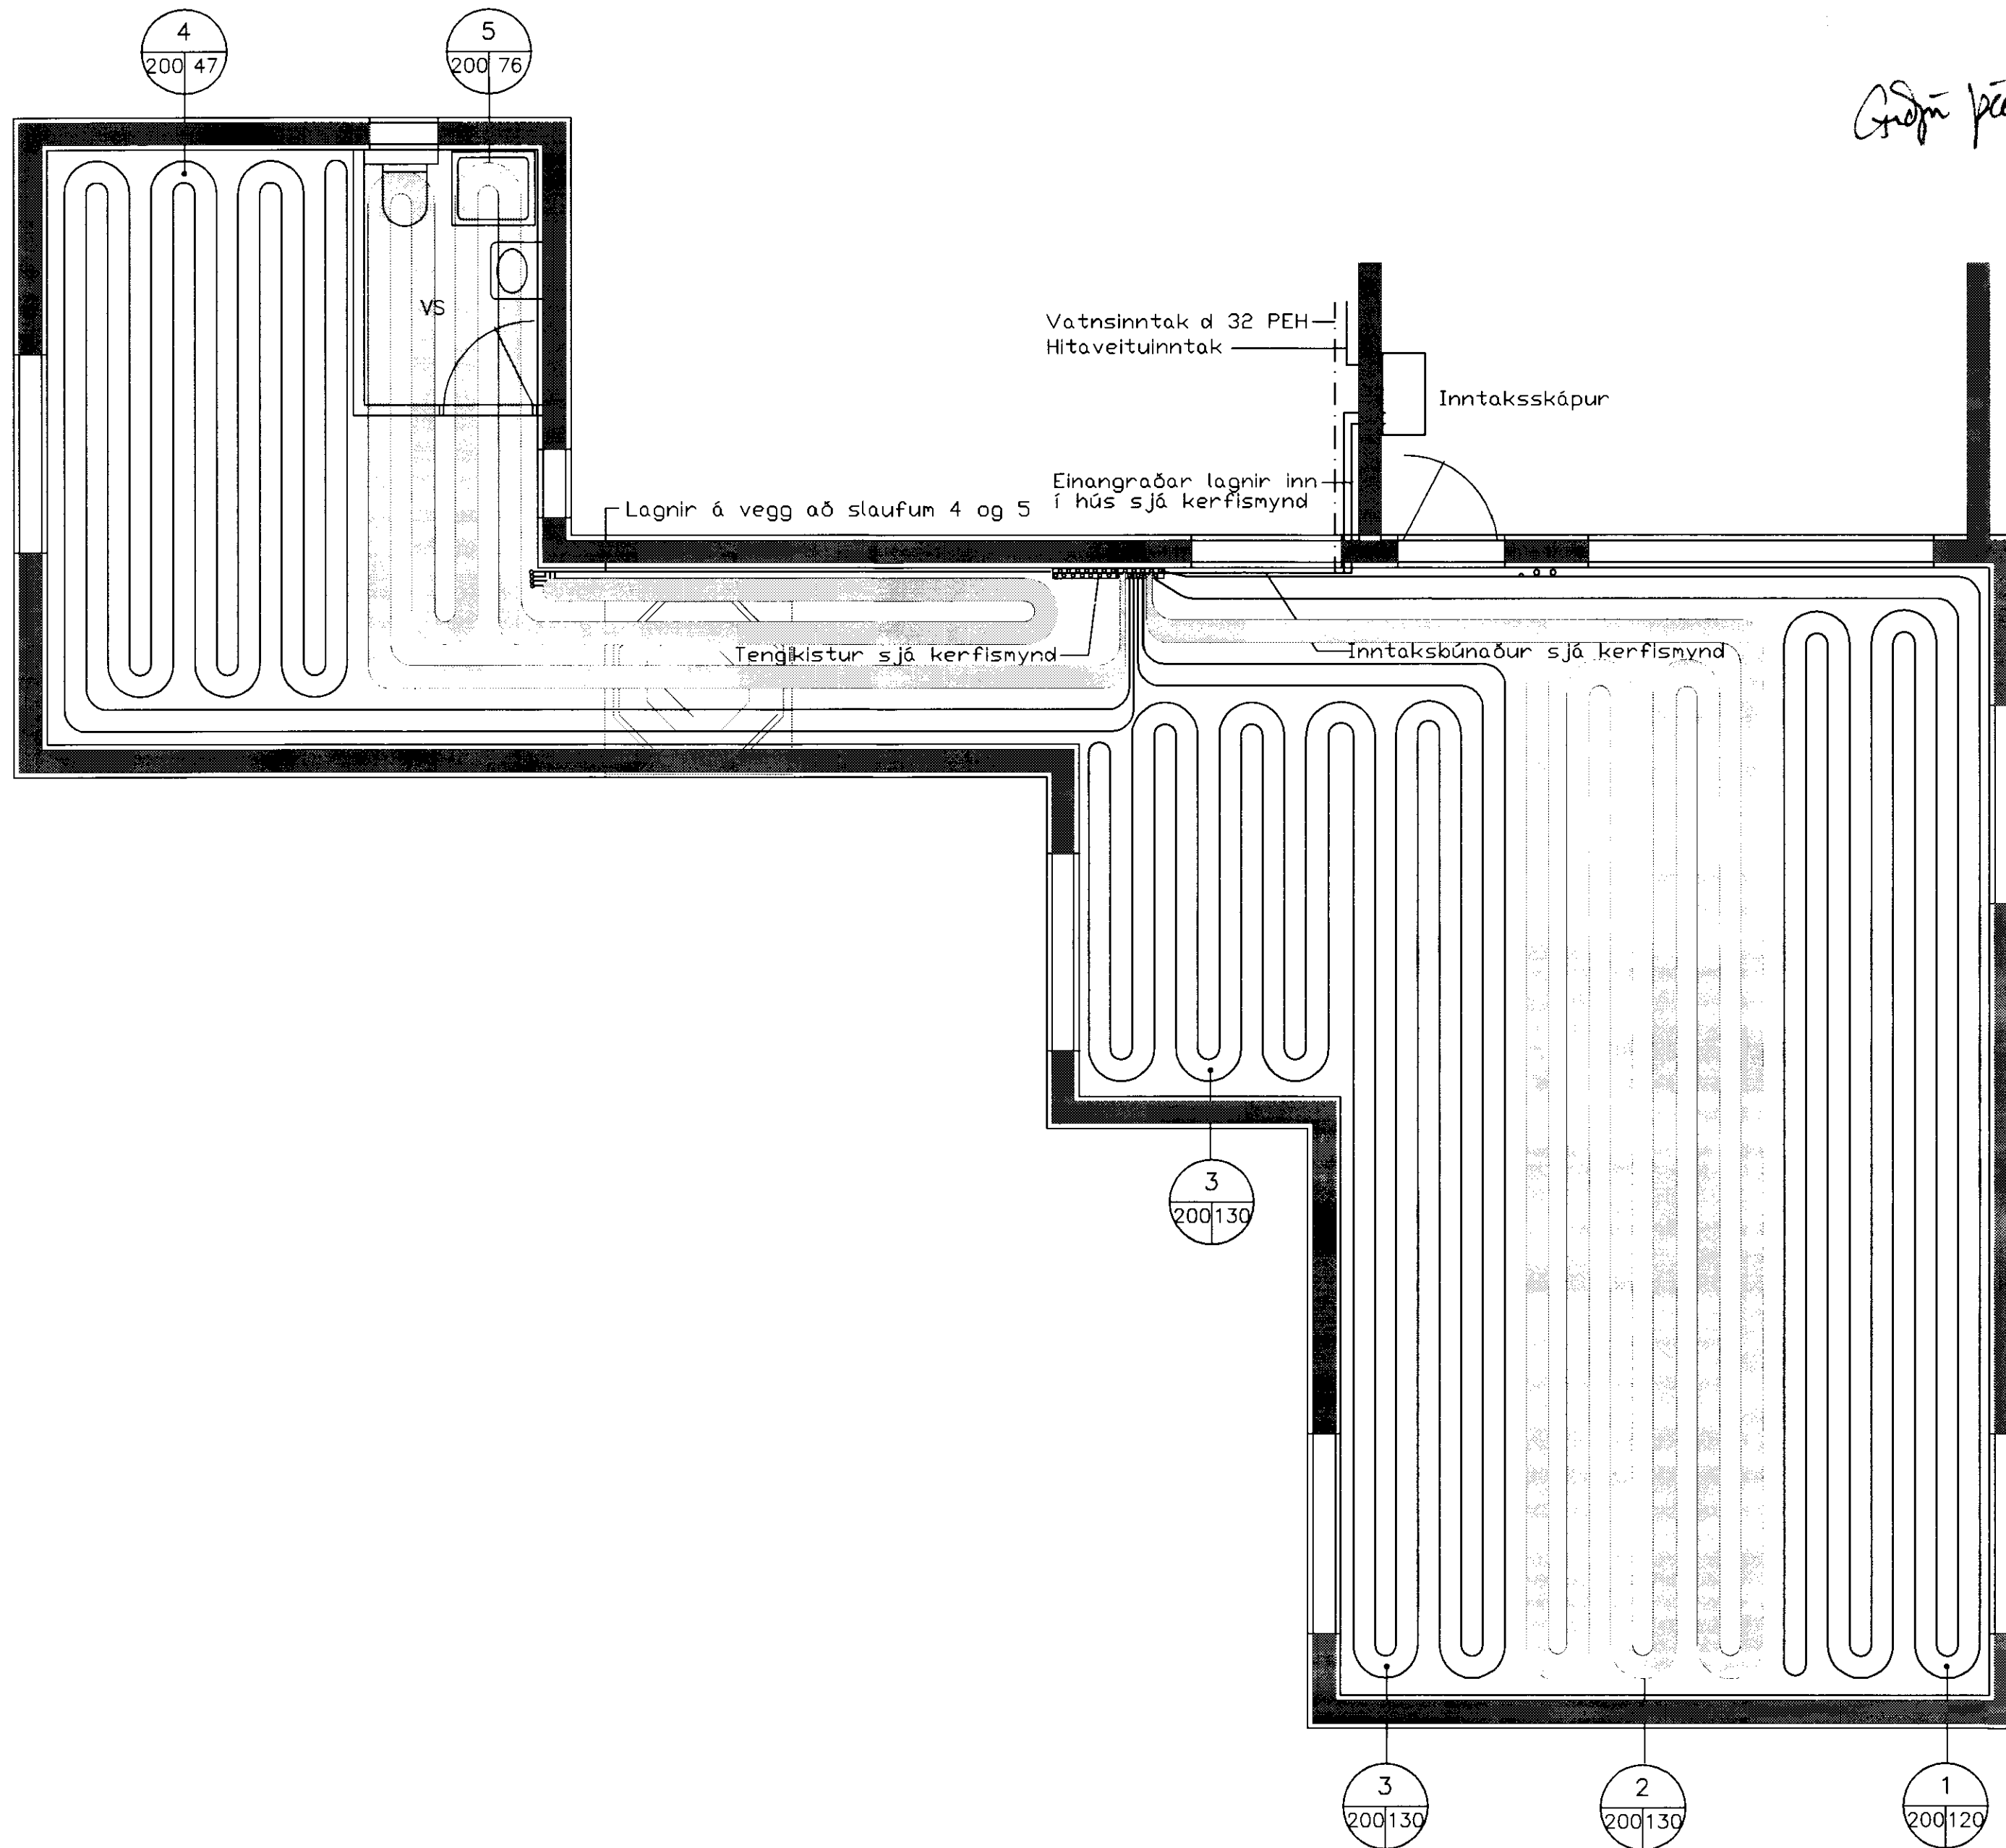 4
200 47
5
200 76
VS
Vatnsinntak d 32 PEH
Hitaveituinntak
Inntaksskápur
Einangraðar lagnir inn
í hús sjá kerfismynd
Lagnir á vegg að slaufum 4 og 5
Tengikistur sjá kerfismynd
Inntaksbúnaður sjá kerfismynd
3
200 130
3
200 130
2
200 130
1
200 120